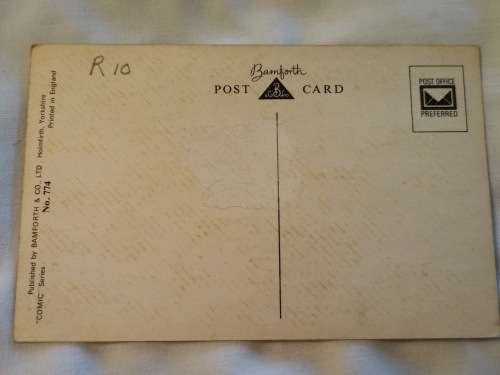 R 10
Bamforth
POST CARD
POST OFFICE
PREFERRED
Published by BAMFORTH & CO., LTD Holmfirth, Yorkshire
"COMIC" Series No. 774 Printed in England